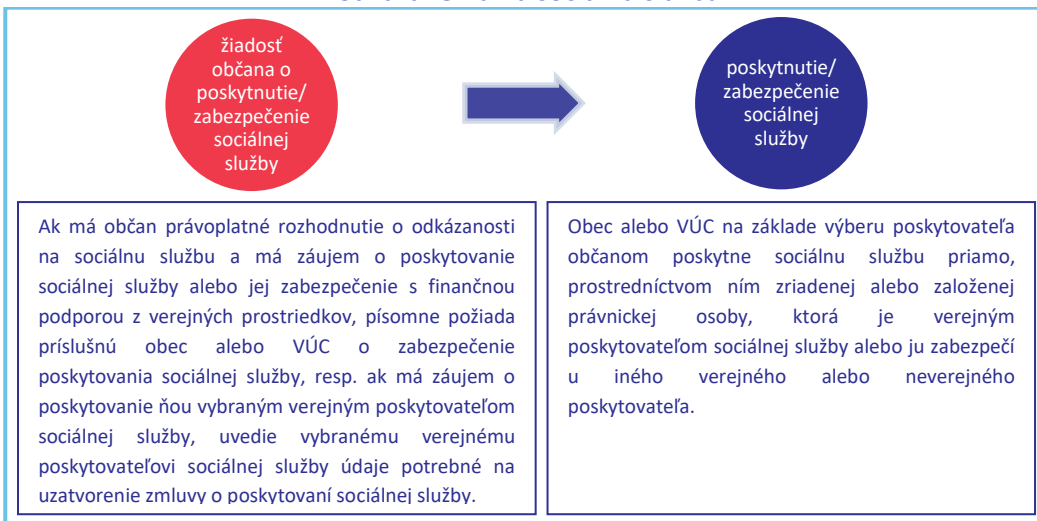 žiadosť
občana o
poskytnutie/
zabezpečenie
sociálnej
služby
poskytnutie/
zabezpečenie
sociálnej
služby
Ak má občan právoplatné rozhodnutie o odkázanosti
na sociálnu službu a má záujem o poskytovanie
sociálnej služby alebo jej zabezpečenie s finančnou
podporou z verejných prostriedkov, písomne požiada
príslušnú obec alebo VÚC o zabezpečenie
poskytovania sociálnej služby, resp. ak má záujem o
poskytovanie ňou vybraným verejným poskytovateľom
sociálnej služby, uvedie vybranému verejnému
poskytovateľovi sociálnej služby údaje potrebné na
uzatvorenie zmluvy o poskytovaní sociálnej služby.
Obec alebo VÚC na základe výberu poskytovateľa
občanom poskytne sociálnu službu priamo,
prostredníctvom ním zriadenej alebo založenej
právnickej osoby, ktorá je verejným
poskytovateľom sociálnej služby alebo ju zabezpečí
u iného verejného alebo neverejného
poskytovateľa.